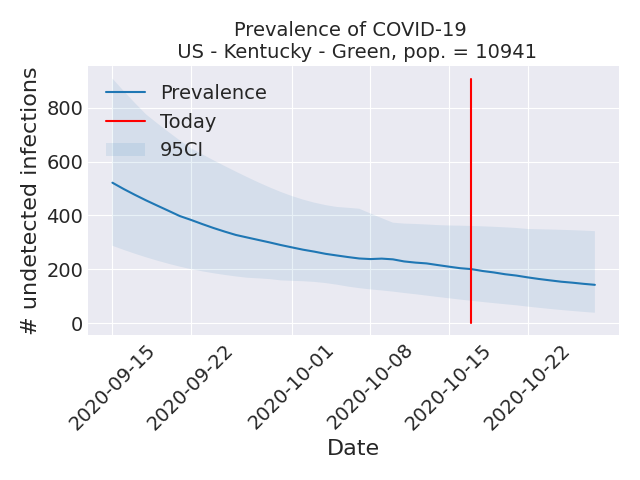 Prevalence of COVID-19
US - Kentucky - Green, pop. = 10941
# undetected infections
800
600
400
200
0
Prevalence
Today
95CI
2020-09-15
2020-09-22
2020-10-01
2020-10-08
2020-10-15
2020-10-22
Date